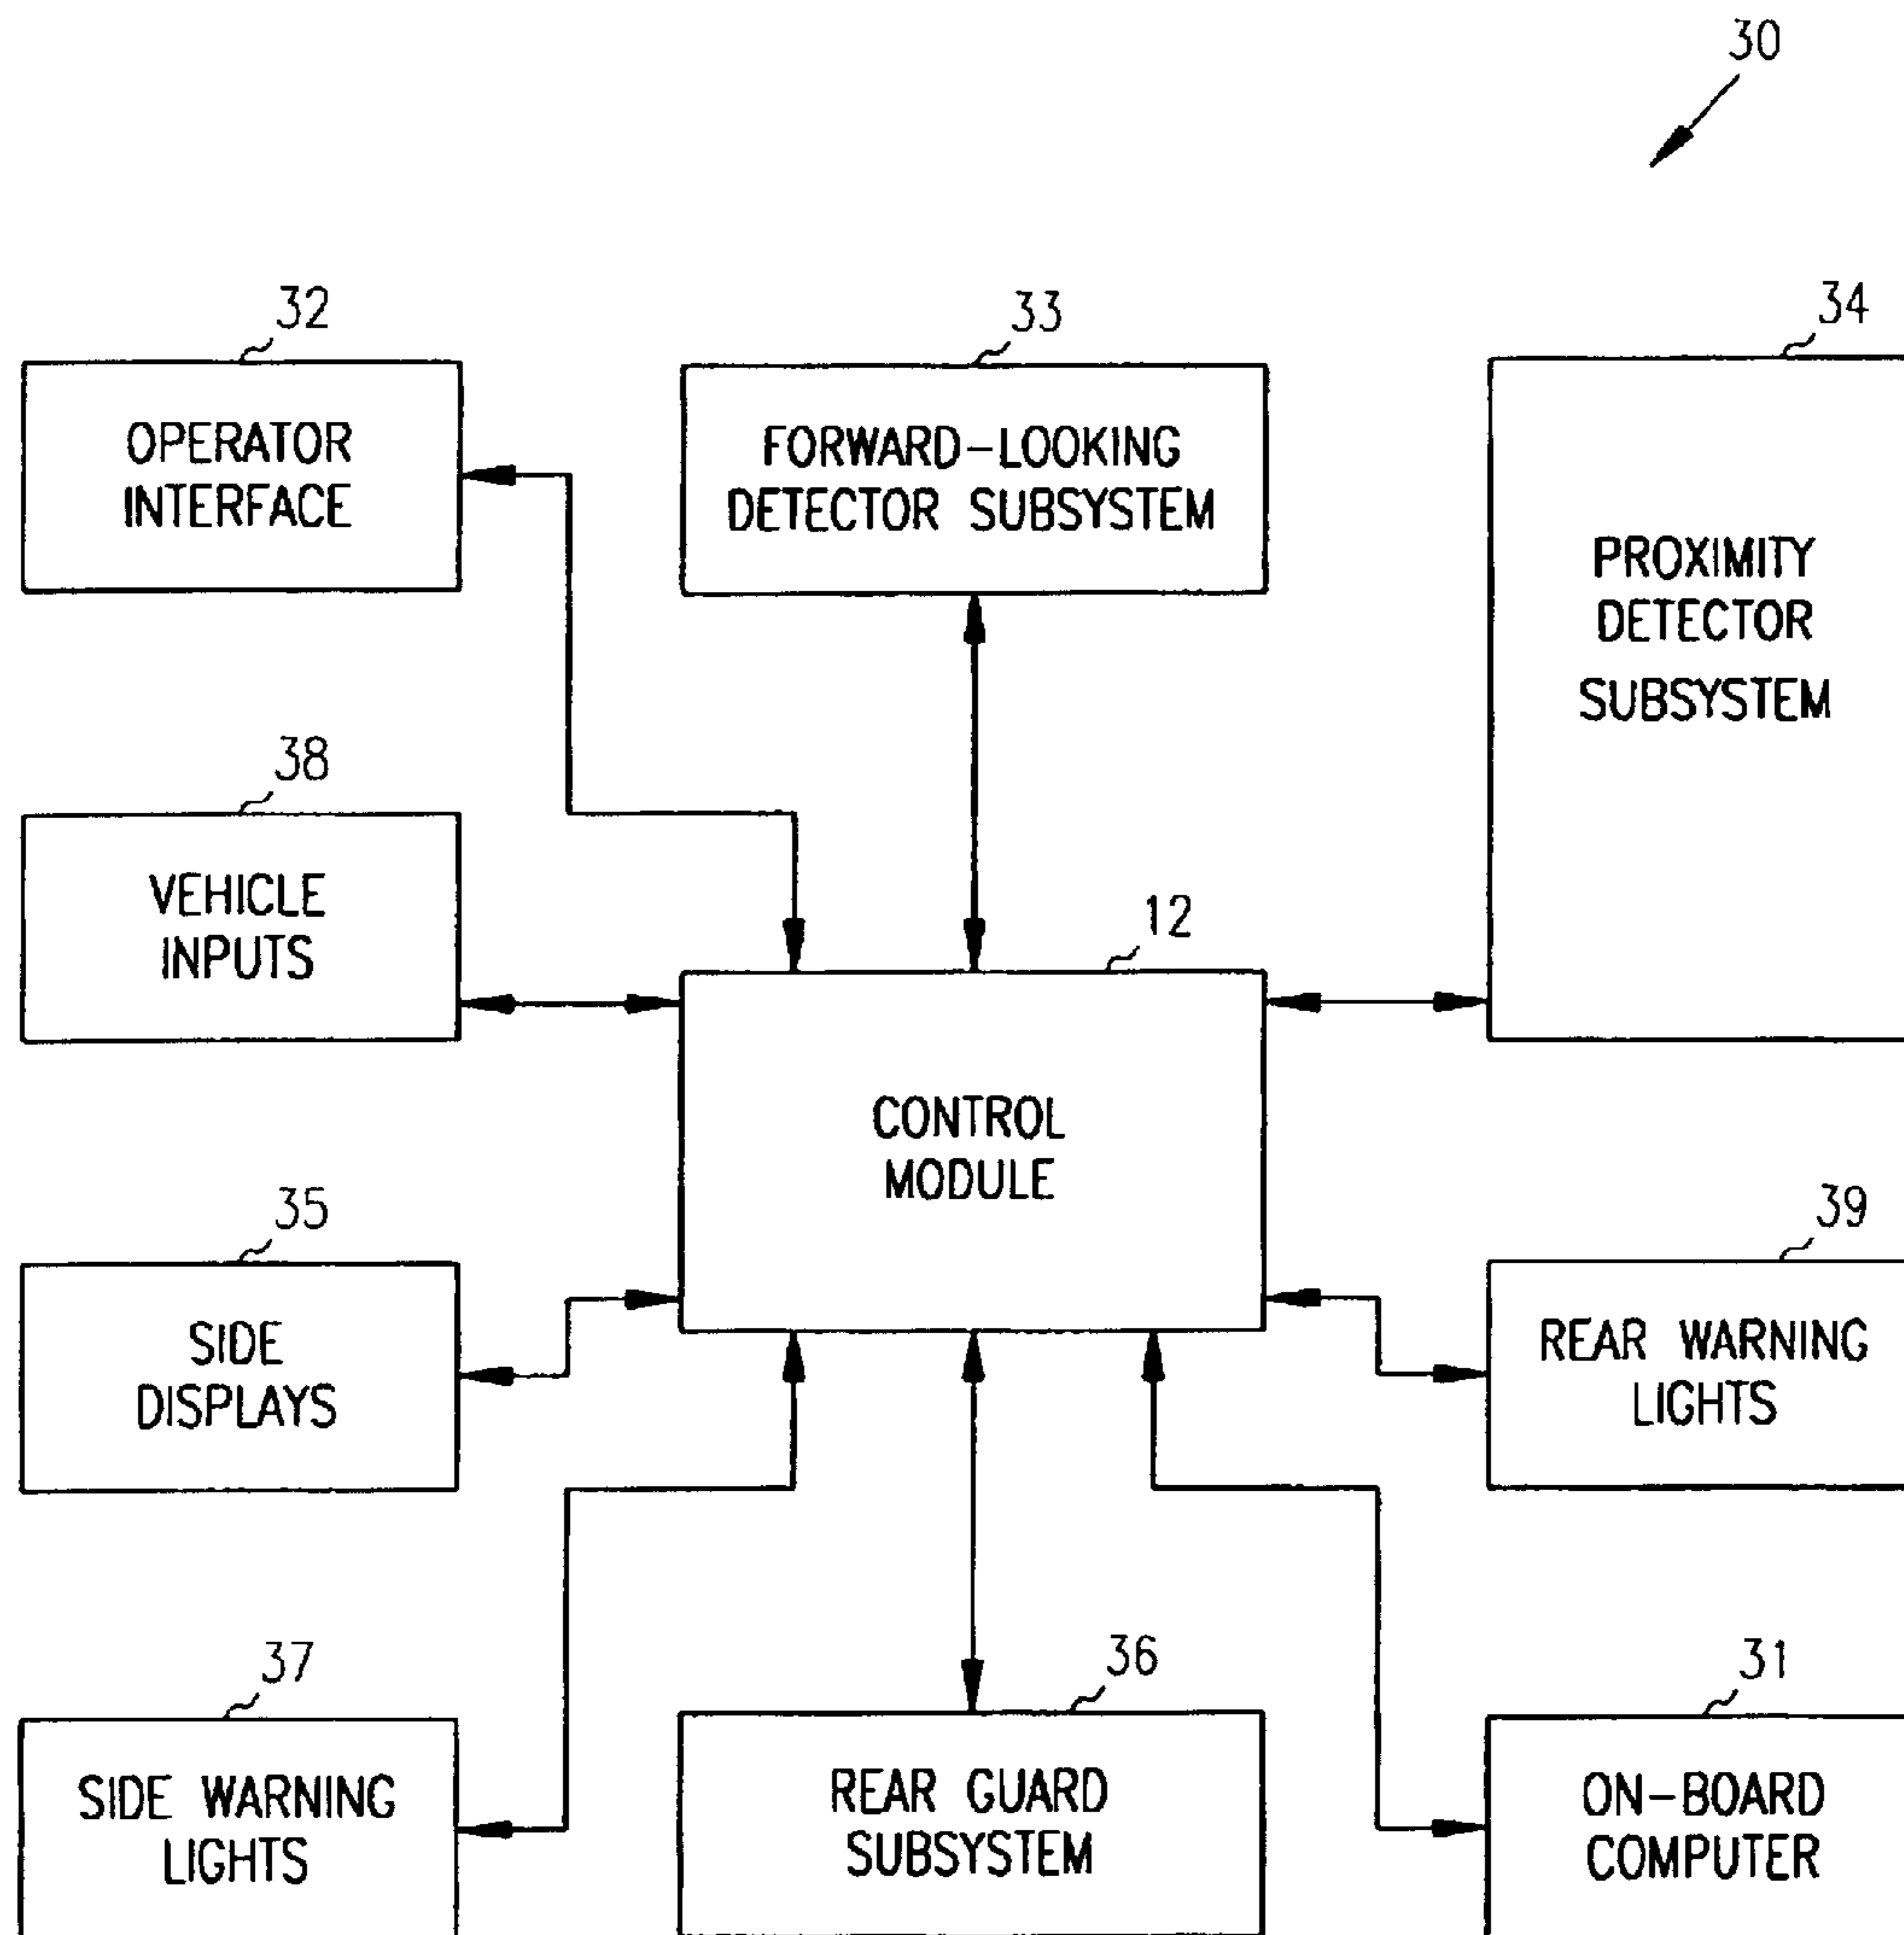 30
32
OPERATOR
INTERFACE
33
FORWARD-LOOKING
DETECTOR SUBSYSTEM
34
PROXIMITY
DETECTOR
SUBSYSTEM
38
VEHICLE
INPUTS
12
CONTROL
MODULE
35
SIDE
DISPLAYS
39
REAR WARNING
LIGHTS
37
SIDE WARNING
LIGHTS
36
REAR GUARD
SUBSYSTEM
31
ON-BOARD
COMPUTER